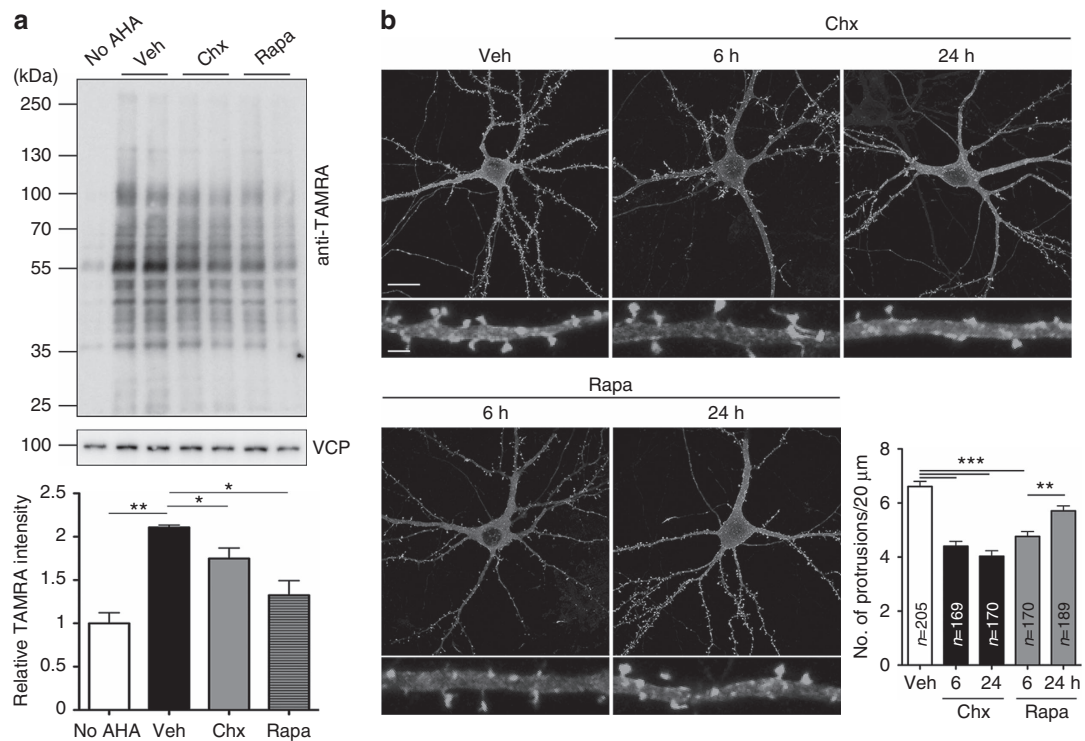 a
No AHA
Veh
Chx
Rapa
(kDa)
250
130
100
70
55
35
25
anti-TAMRA
100
VCP
Relative TAMRA intensity
2.5
2
1.5
1
0.5
0
**
*
*
No AHA Veh Chx Rapa
b
Chx
Veh 6 h 24 h
Rapa
6 h 24 h
No. of protrusions/20 μm
8
6
4
2
0
***
**
n=205
n=169
n=170
n=170
n=189
Veh 6 24 6 24 h
Chx Rapa